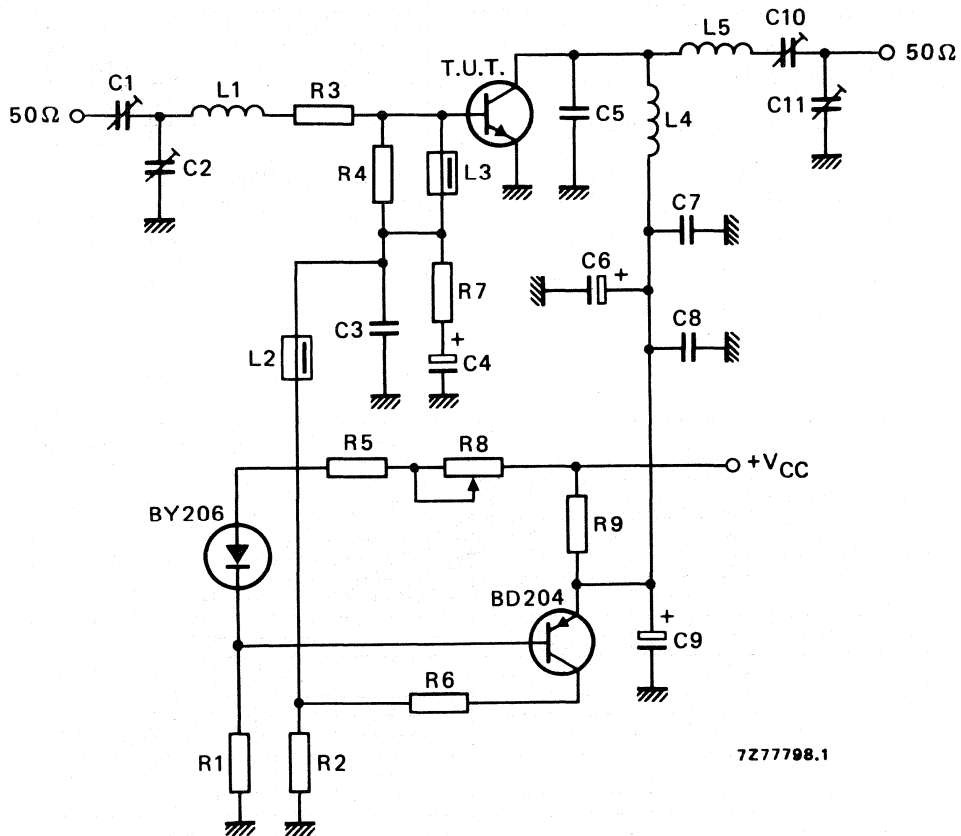 L5
C10
50Ω
T.U.T.
C1
L1
R3
C5
L4
C11
50Ω
C2
R4
L3
C7
C6
+
R7
C8
C3
+
L2
C4
R5
R8
+VCC
BY206
R9
BD204
+
C9
R6
R1
R2
7Z77798.1